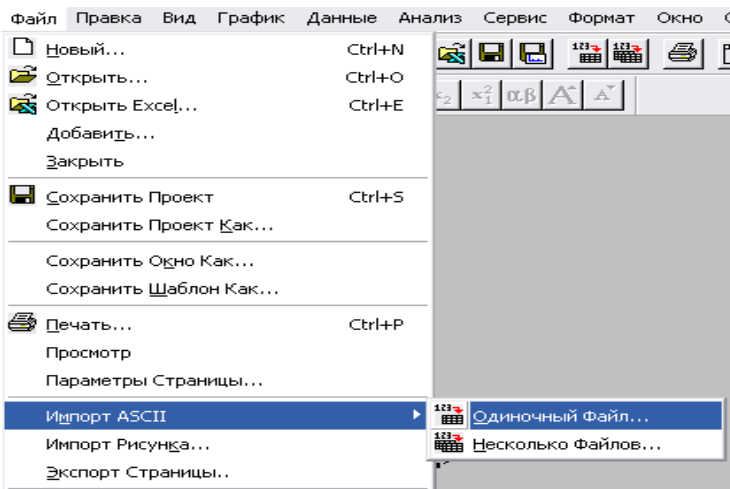 Файл Правка Вид График Данные Анализ Сервис Формат Окно
Новый... Ctrl+N
Открыть... Ctrl+O
Открыть Excel... Ctrl+E
Добавить...
Закрыть
Сохранить Проект Ctrl+S
Сохранить Проект Как...
Сохранить Окно Как...
Сохранить Шаблон Как...
Печать... Ctrl+P
Просмотр
Параметры Страницы...
Импорт ASCII
Одиночный Файл...
Импорт Рисунка...
Несколько Файлов...
Экспорт Страницы..